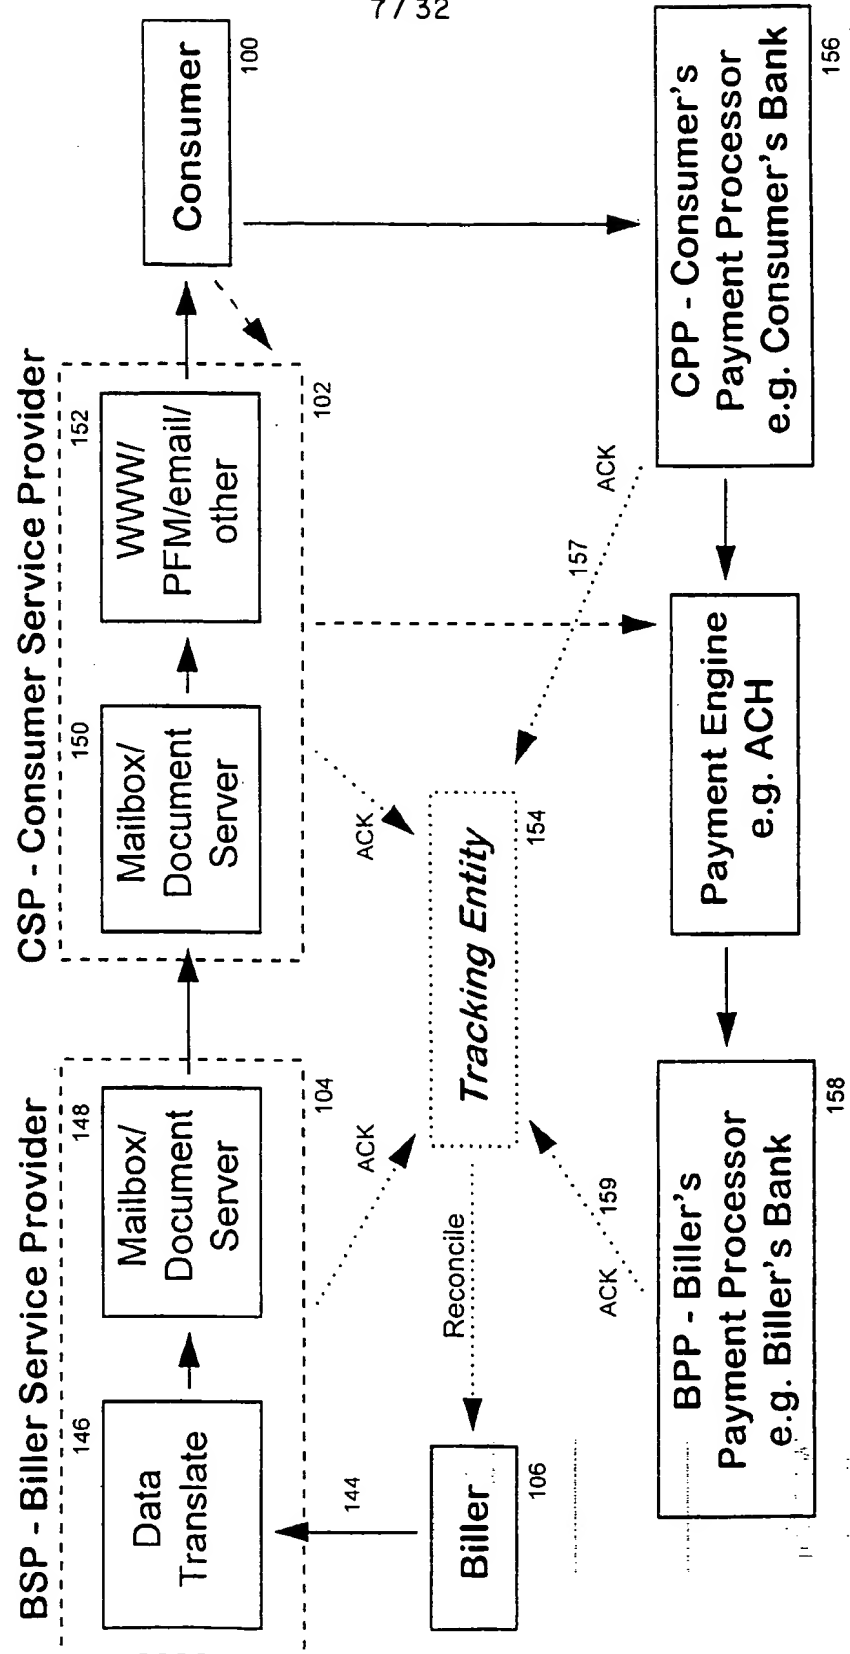 7/32
BSP - Biller Service Provider
146
Data
Translate
148
Mailbox/
Document
Server
104
CSP - Consumer Service Provider
150
Mailbox/
Document
Server
152
WWW/
PFM/email/
other
102
Consumer
100
144
ACK
ACK
Biller
106
Reconcile
Tracking Entity
154
ACK
159
157
ACK
BPP - Biller's
Payment Processor
e.g. Biller's Bank
158
Payment Engine
e.g. ACH
CPP - Consumer's
Payment Processor
e.g. Consumer's Bank
156